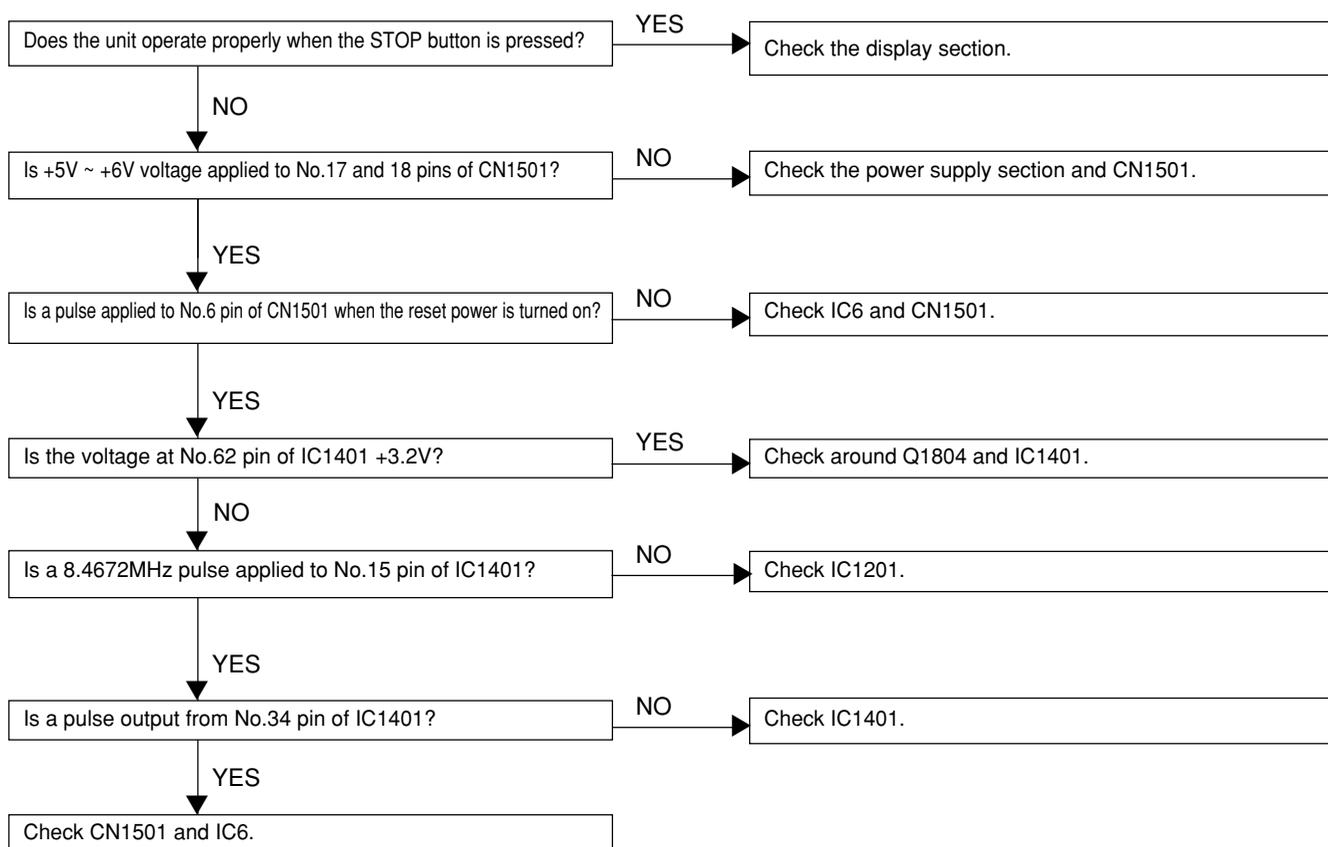 Does the unit operate properly when the STOP button is pressed?
YES
Check the display section.
NO
Is +5V ~ +6V voltage applied to No.17 and 18 pins of CN1501?
NO
Check the power supply section and CN1501.
YES
Is a pulse applied to No.6 pin of CN1501 when the reset power is turned on?
NO
Check IC6 and CN1501.
YES
Is the voltage at No.62 pin of IC1401 +3.2V?
YES
Check around Q1804 and IC1401.
NO
Is a 8.4672MHz pulse applied to No.15 pin of IC1401?
NO
Check IC1201.
YES
Is a pulse output from No.34 pin of IC1401?
NO
Check IC1401.
YES
Check CN1501 and IC6.